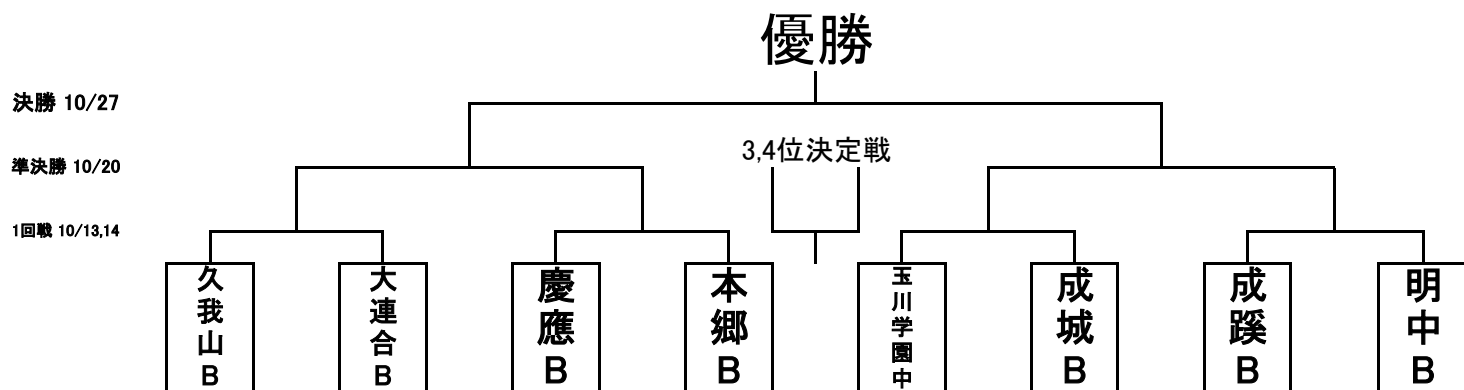 優勝
決勝 10/27
3,4位決定戦
準決勝 10/20
1回戦 10/13,14
久我山B
大連合B
慶應B
本郷B
玉川学園中
成城B
成蹊B
明中B